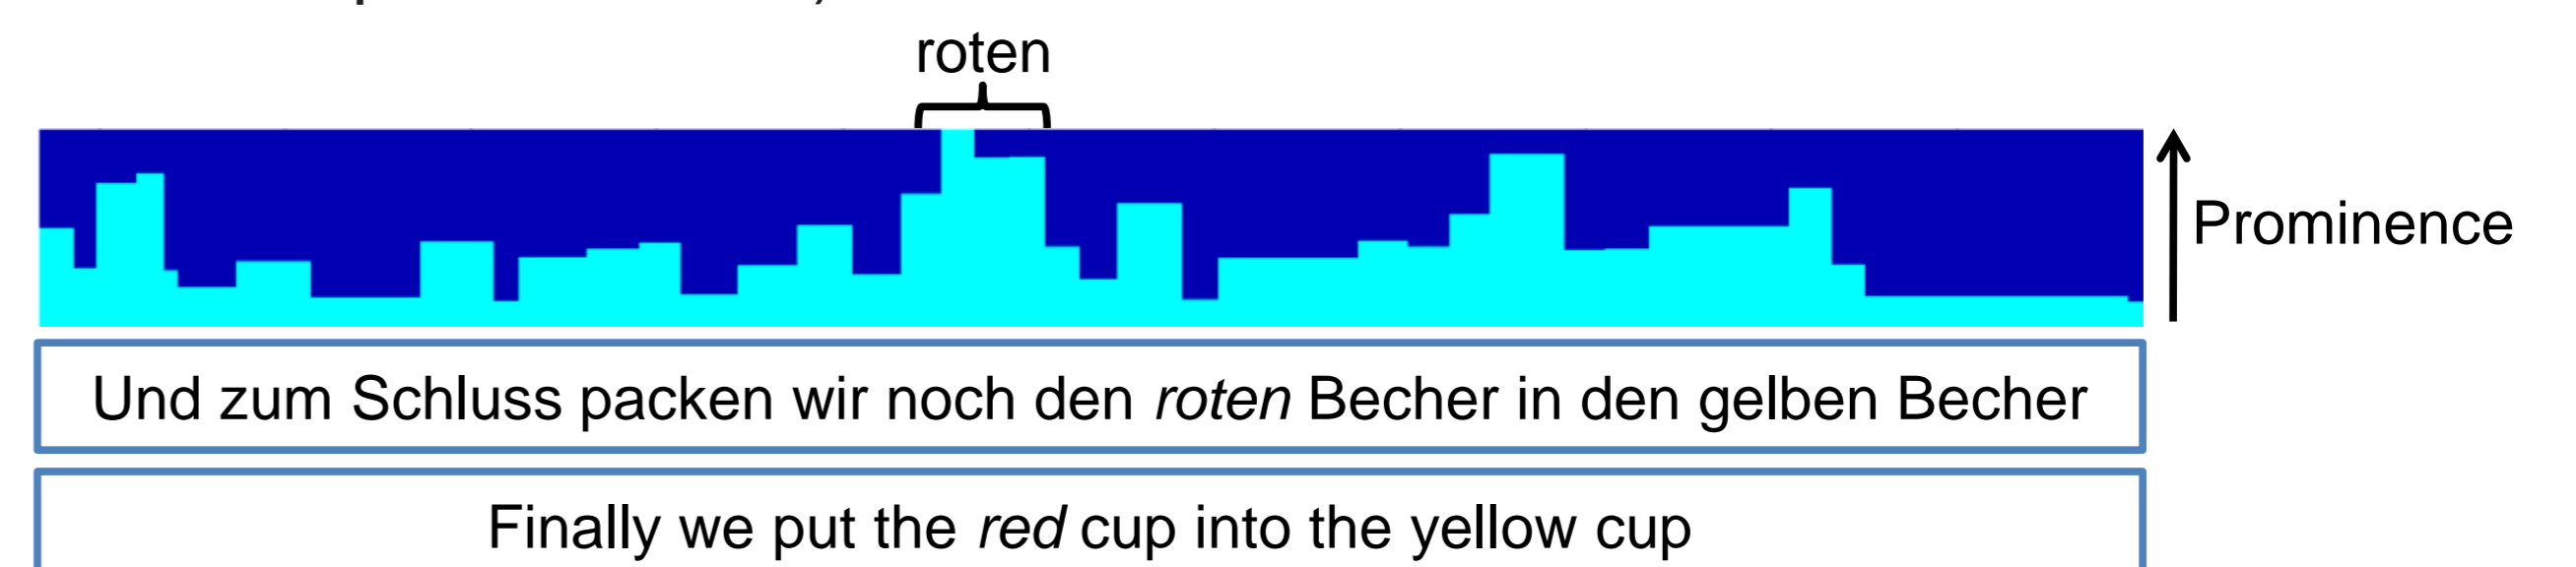 roten
Prominence
Und zum Schluss packen wir noch den roten Becher in den gelben Becher
Finally we put the red cup into the yellow cup